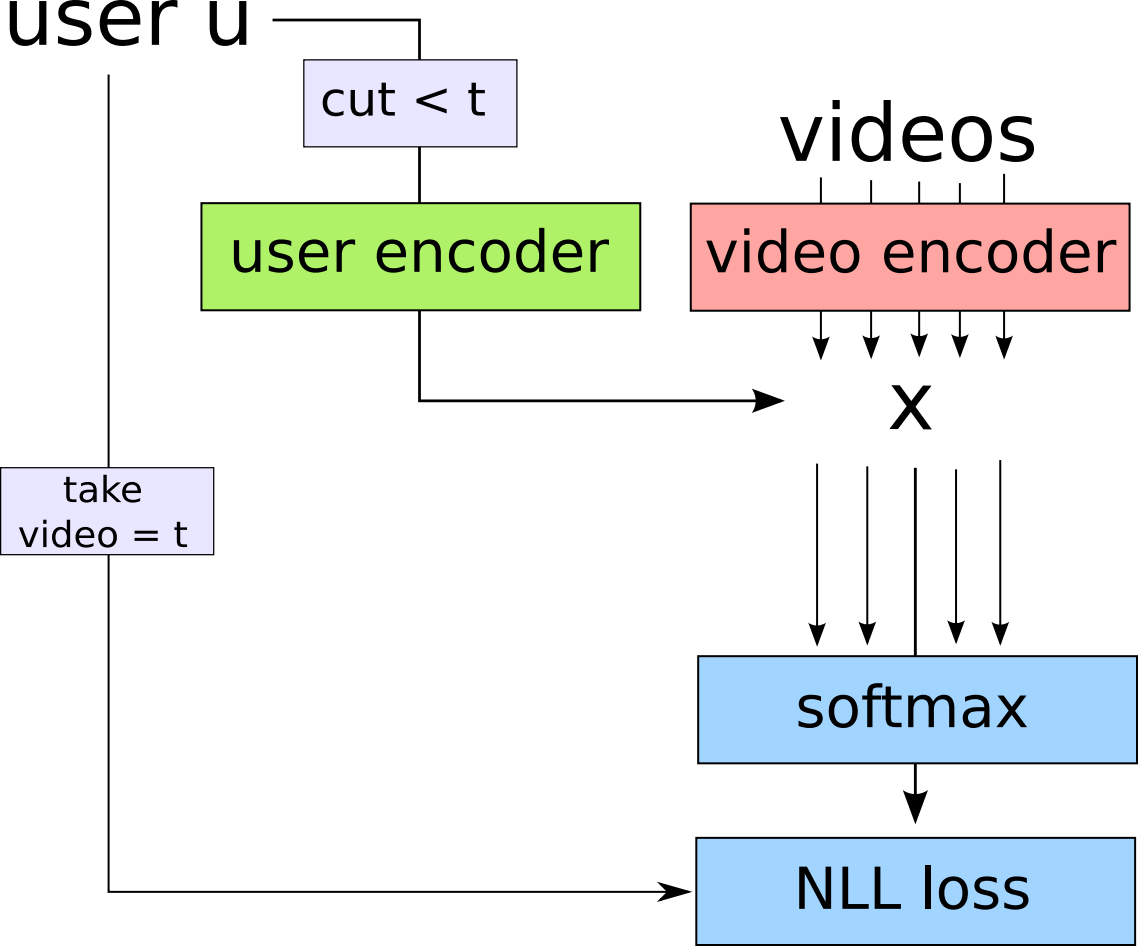 user u
cut < t
videos
user encoder
video encoder
x
take
video = t
softmax
NLL loss